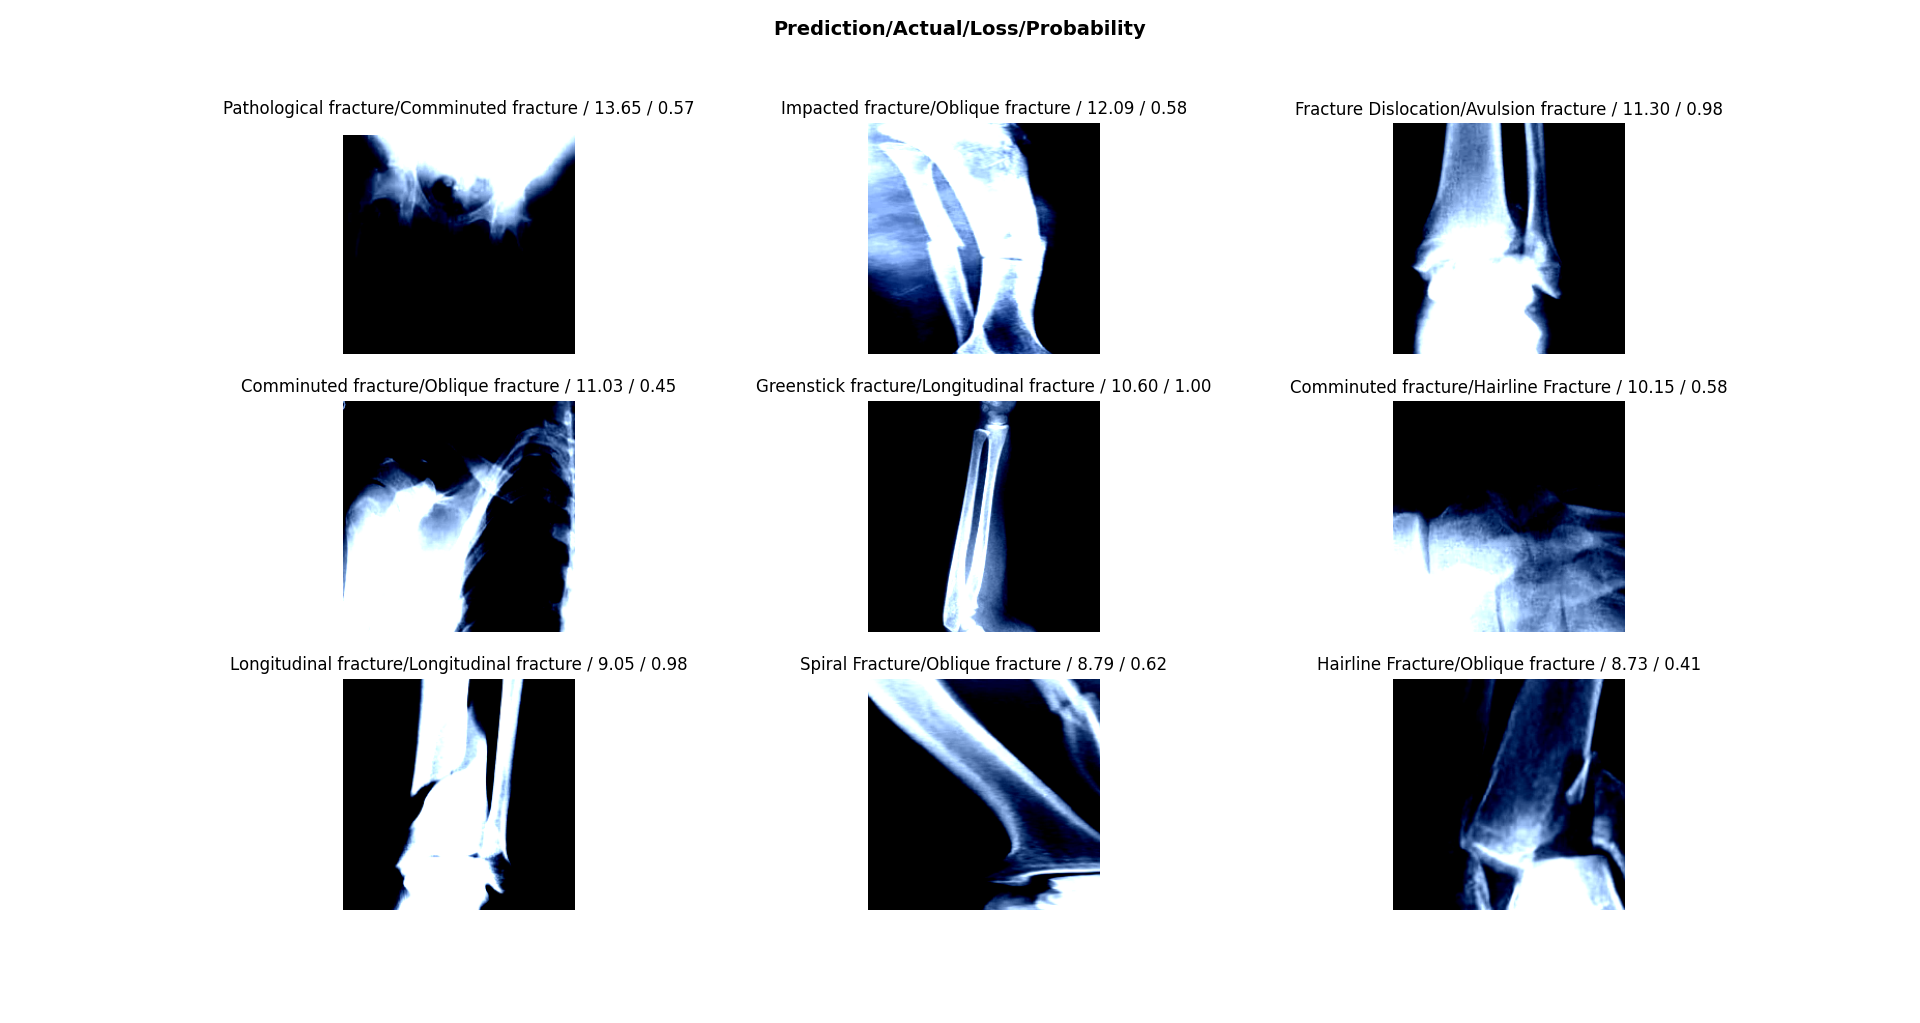 Prediction/Actual/Loss/Probability
Pathological fracture/Comminuted fracture / 13.65 / 0.57
Impacted fracture/Oblique fracture / 12.09 / 0.58
Fracture Dislocation/Avulsion fracture / 11.30 / 0.98
Comminuted fracture/Oblique fracture / 11.03 / 0.45
Greenstick fracture/Longitudinal fracture / 10.60 / 1.00
Comminuted fracture/Hairline Fracture / 10.15 / 0.58
Longitudinal fracture/Longitudinal fracture / 9.05 / 0.98
Spiral Fracture/Oblique fracture / 8.79 / 0.62
Hairline Fracture/Oblique fracture / 8.73 / 0.41